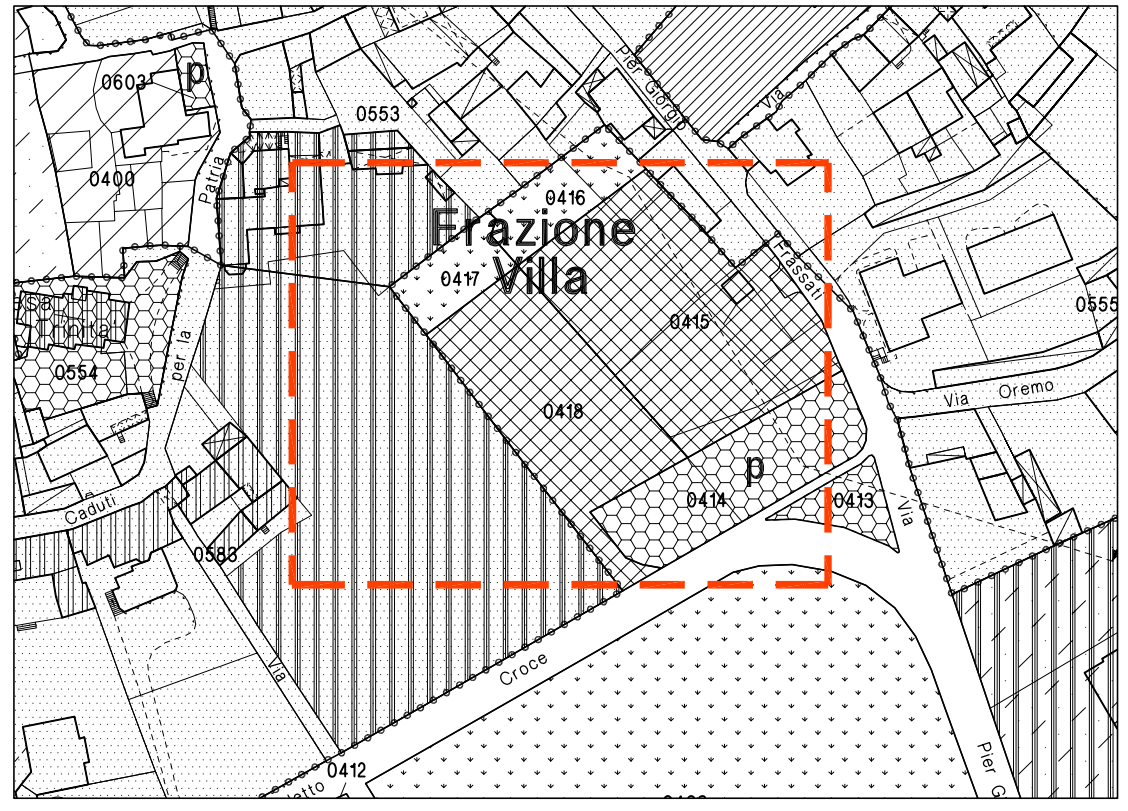 0603
p
Pier Giorgio
Via
0553
0400
Patria
0416
Frazione
Villa
0417
Frassati
0415
0555
per la
Trinita'
0554
Via Oremo
0418
p
0414
0413
Via
Caduti
0583
Via
Croce
0412
Pier G